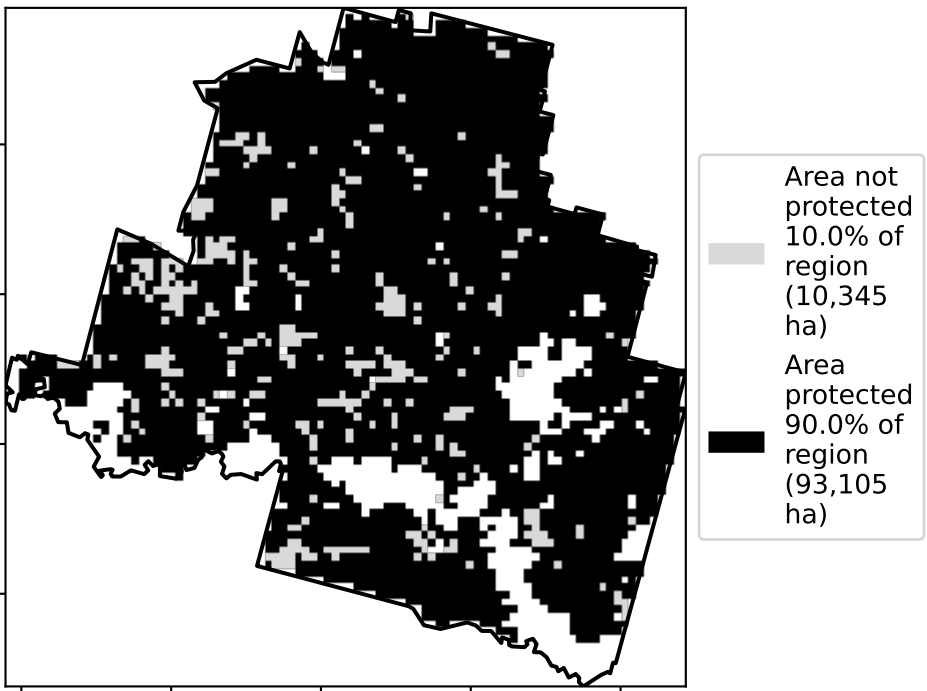 Area not
protected
10.0% of
region
(10,345
ha)
Area
protected
90.0% of
region
(93,105
ha)